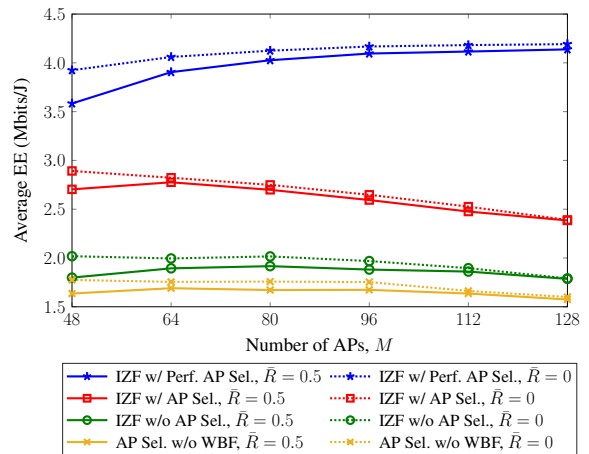 Average EE (Mbits/J)
4.5
4.0
3.5
3.0
2.5
2.0
1.5
48 64 80 96 112 128
Number of APs, M
IZF w/ Perf. AP Sel., R̄ = 0.5 IZF w/ Perf. AP Sel., R̄ = 0
IZF w/ AP Sel., R̄ = 0.5 IZF w/ AP Sel., R̄ = 0
IZF w/o AP Sel., R̄ = 0.5 IZF w/o AP Sel., R̄ = 0
AP Sel. w/o WBF, R̄ = 0.5 AP Sel. w/o WBF, R̄ = 0